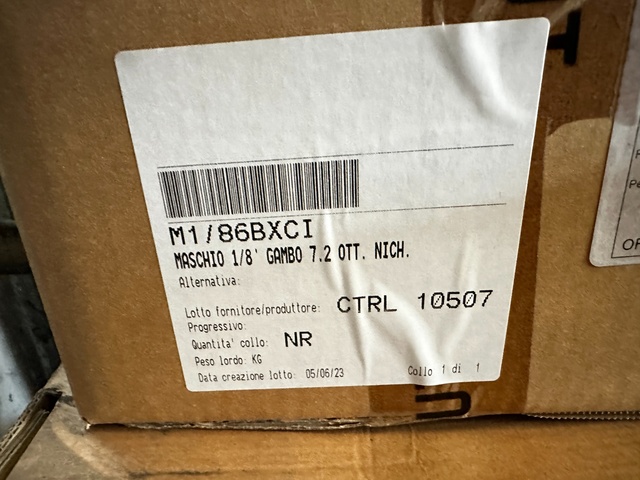 M1/86BXCI
MASCHIO 1/8' GAMBO 7.2 OTT. NICH.
Alternativa:
Lotto fornitore/produttore: CTRL 10507
Progressivo:
Quantita' collo: NR
Peso lordo: KG
Data creazione lotto: 05/06/23 Collo 1 di 1